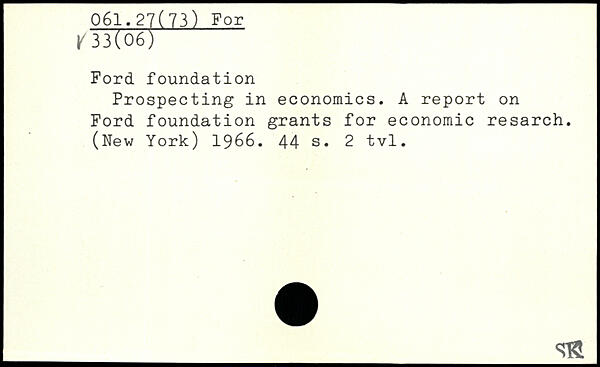 061.27(73) For
√33(06)
Ford foundation
Prospecting in economics. A report on
Ford foundation grants for economic resarch.
(New York) 1966. 44 s. 2 tvl.
SK